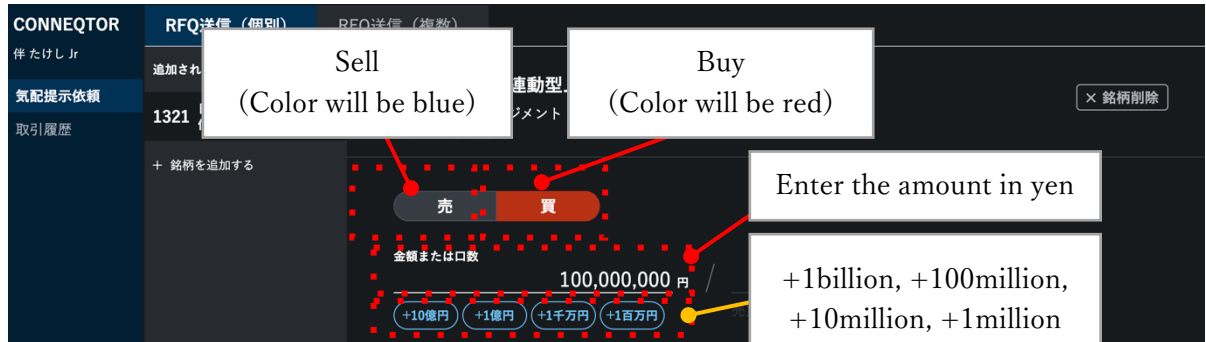 CONNEQTOR
RFQ送信（個別）
RFQ送信（複数）
伴 たけし Jr
追加され
Sell
(Color will be blue)
Buy
(Color will be red)
連動型
ジメント
× 銘柄削除
気配提示依頼
1321
取引履歴
＋ 銘柄を追加する
売
買
Enter the amount in yen
金額または口数
100,000,000 円
/
+10億円
+1億円
+1千万円
+1百万円
+1billion, +100million,
+10million, +1million